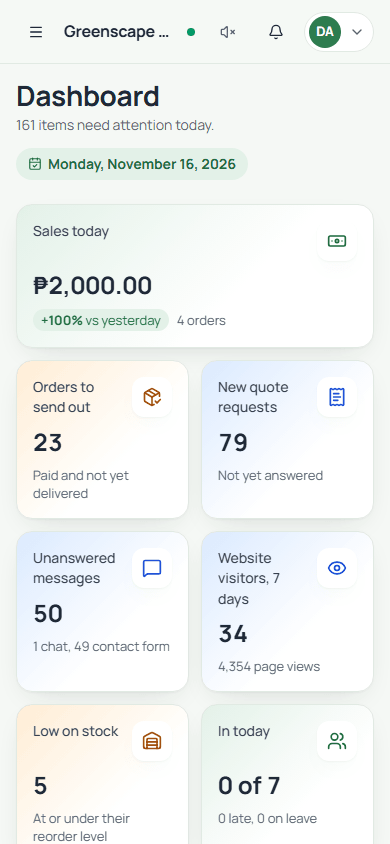 Greenscape ...
DA
Dashboard
161 items need attention today.
Monday, November 16, 2026
Sales today
₱2,000.00
+100% vs yesterday
4 orders
Orders to
send out
23
Paid and not yet
delivered
New quote
requests
79
Not yet answered
Unanswered
messages
50
1 chat, 49 contact form
Website
visitors, 7
days
34
4,354 page views
Low on stock
5
At or under their
reorder level
In today
0 of 7
0 late, 0 on leave